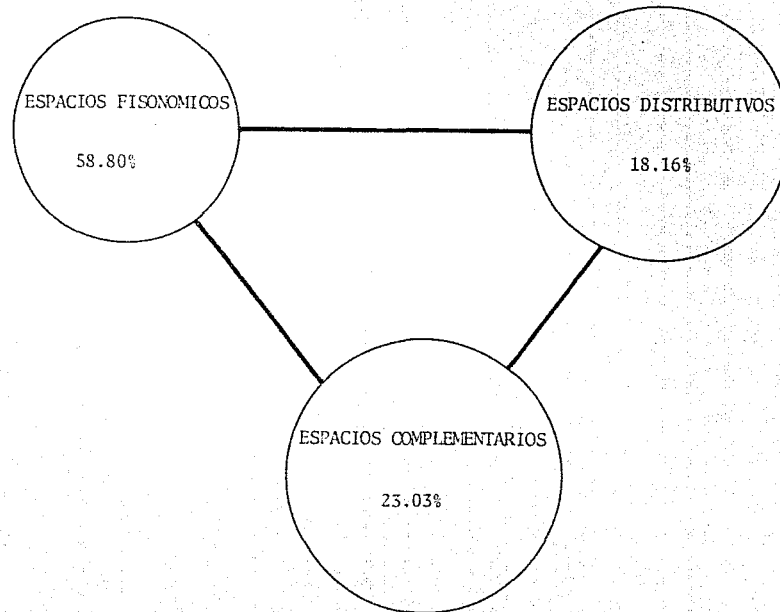 ESPACIOS FISONOMICOS
58.80%
ESPACIOS DISTRIBUTIVOS
18.16%
ESPACIOS COMPLEMENTARIOS
23.03%